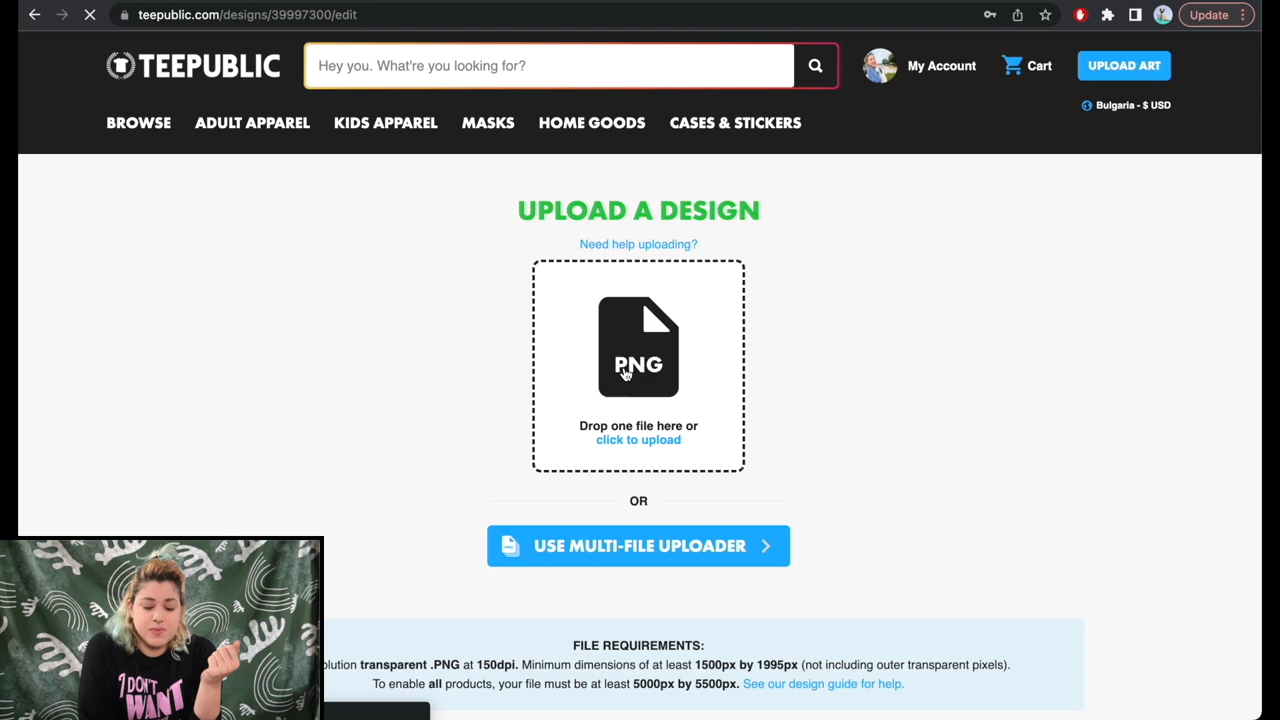 teepublic.com/designs/39997300/edit
Update
TEEPUBLIC
Hey you. What're you looking for?
My Account
Cart
UPLOAD ART
Bulgaria - $ USD
BROWSE
ADULT APPAREL
KIDS APPAREL
MASKS
HOME GOODS
CASES & STICKERS
UPLOAD A DESIGN
Need help uploading?
PNG
Drop one file here or
click to upload
OR
USE MULTI-FILE UPLOADER
FILE REQUIREMENTS:
transparent .PNG at 150dpi. Minimum dimensions of at least 1500px by 1995px (not including outer transparent pixels).
To enable all products, your file must be at least 5000px by 5500px. See our design guide for help.
I DON'T
WANT